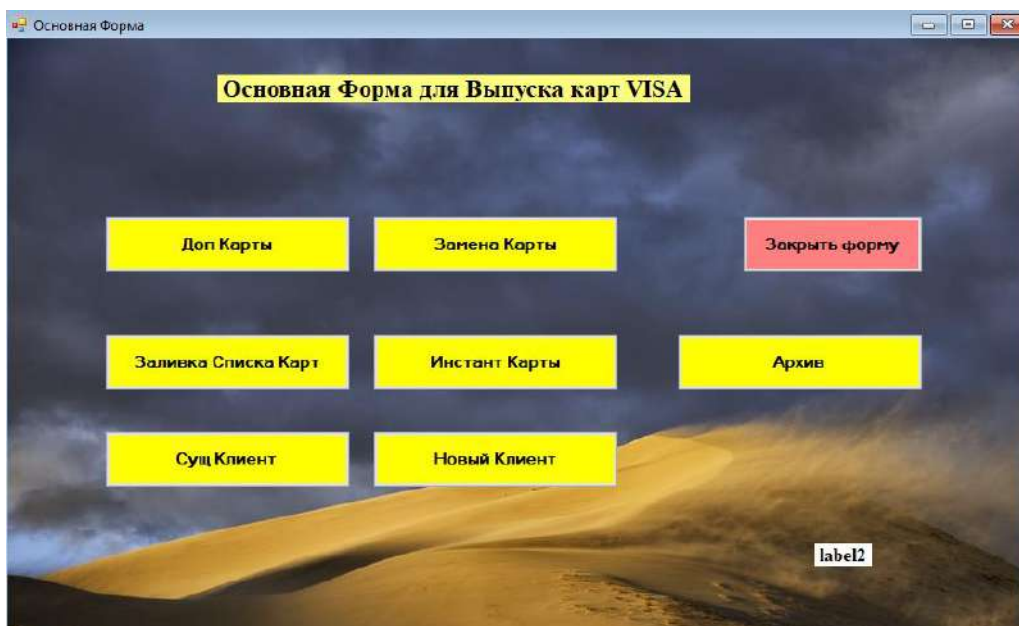 Основная Форма
Основная Форма для Выпуска карт VISA
Доп Карты
Замена Карты
Закрыть форму
Заливка Списка Карт
Инстант Карты
Архив
Сущ Клиент
Новый Клиент
label2